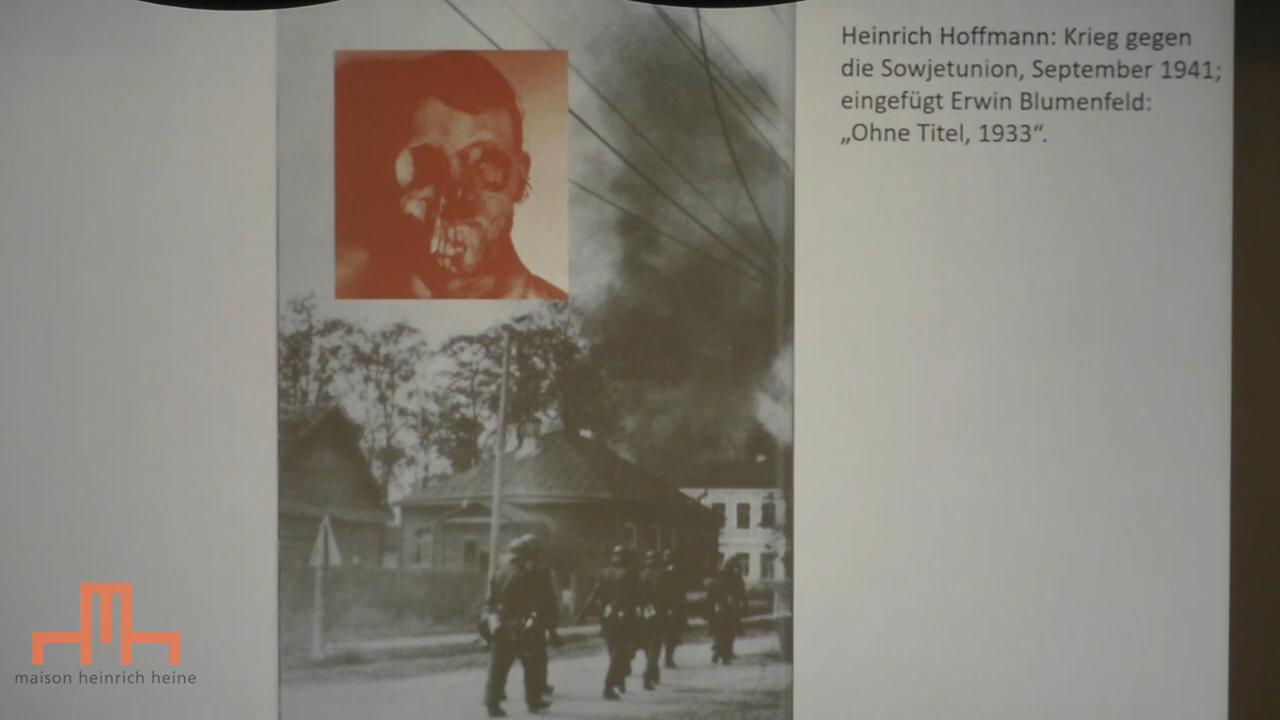 Heinrich Hoffmann: Krieg gegen
die Sowjetunion, September 1941;
eingefügt Erwin Blumenfeld:
„Ohne Titel, 1933“.
maison heinrich heine